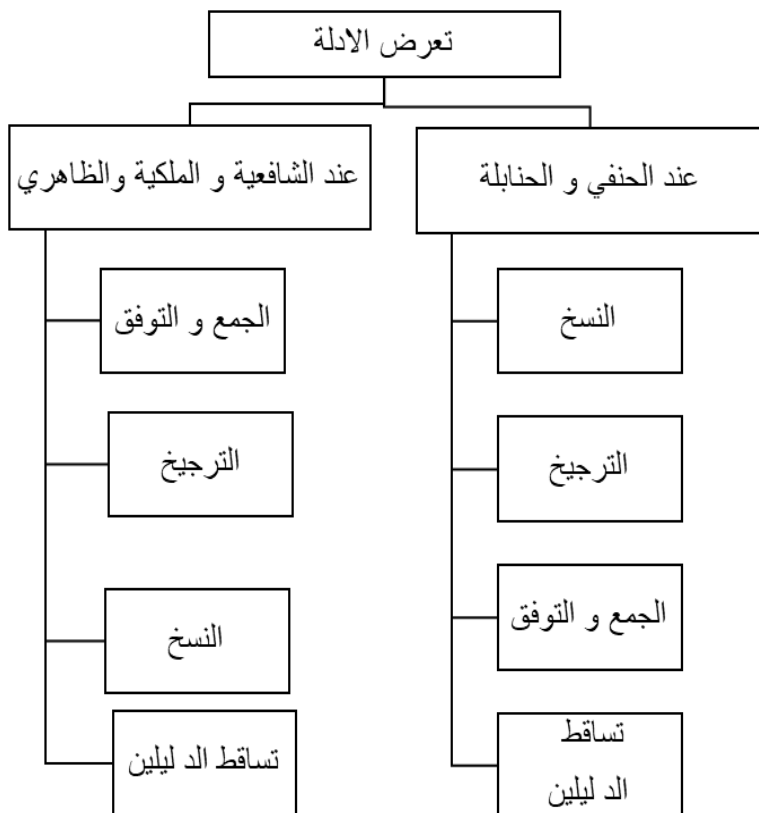 تعرض الادلة
عند الحنفي و الحنابلة
النسخ
الترجيخ
الجمع و التوفق
تساقط
الد ليلين
عند الشافعية و الملكية والظاهري
الجمع و التوفق
الترجيخ
النسخ
تساقط الد ليلين